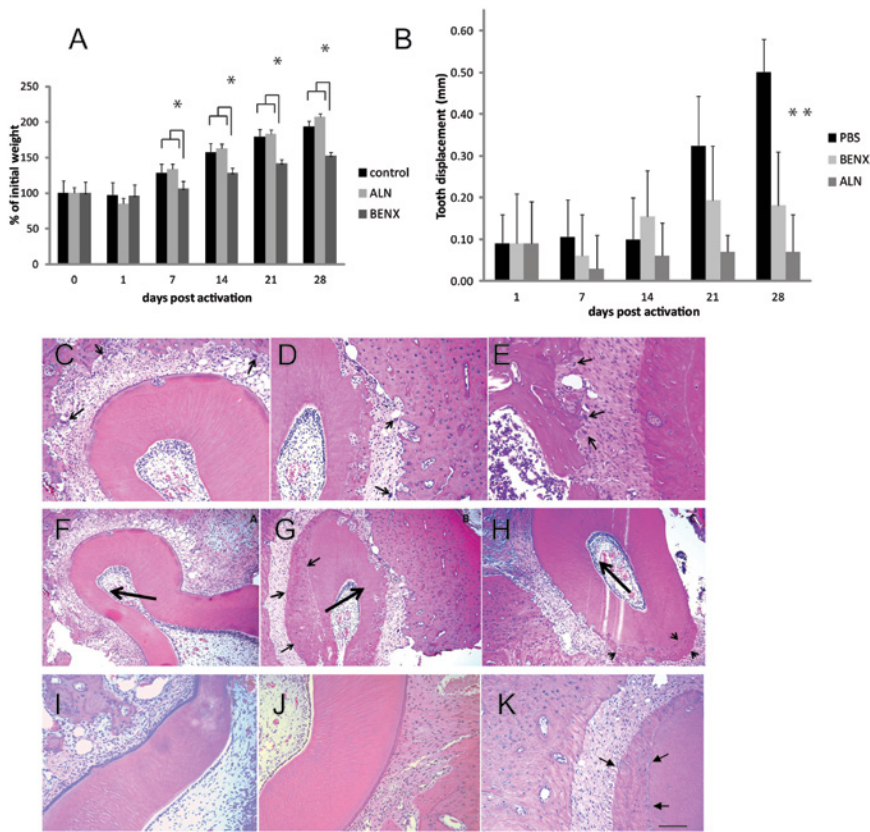 A
% of initial weight
250
200
150
100
50
0
*
*
*
*
control
ALN
BENX
0 1 7 14 21 28
days post activation
B
Tooth displacement (mm)
0.60
0.50
0.40
0.30
0.20
0.10
0.00
**
PBS
BENX
ALN
1 7 14 21 28
days post activation
C D E
F A G B H
I J K